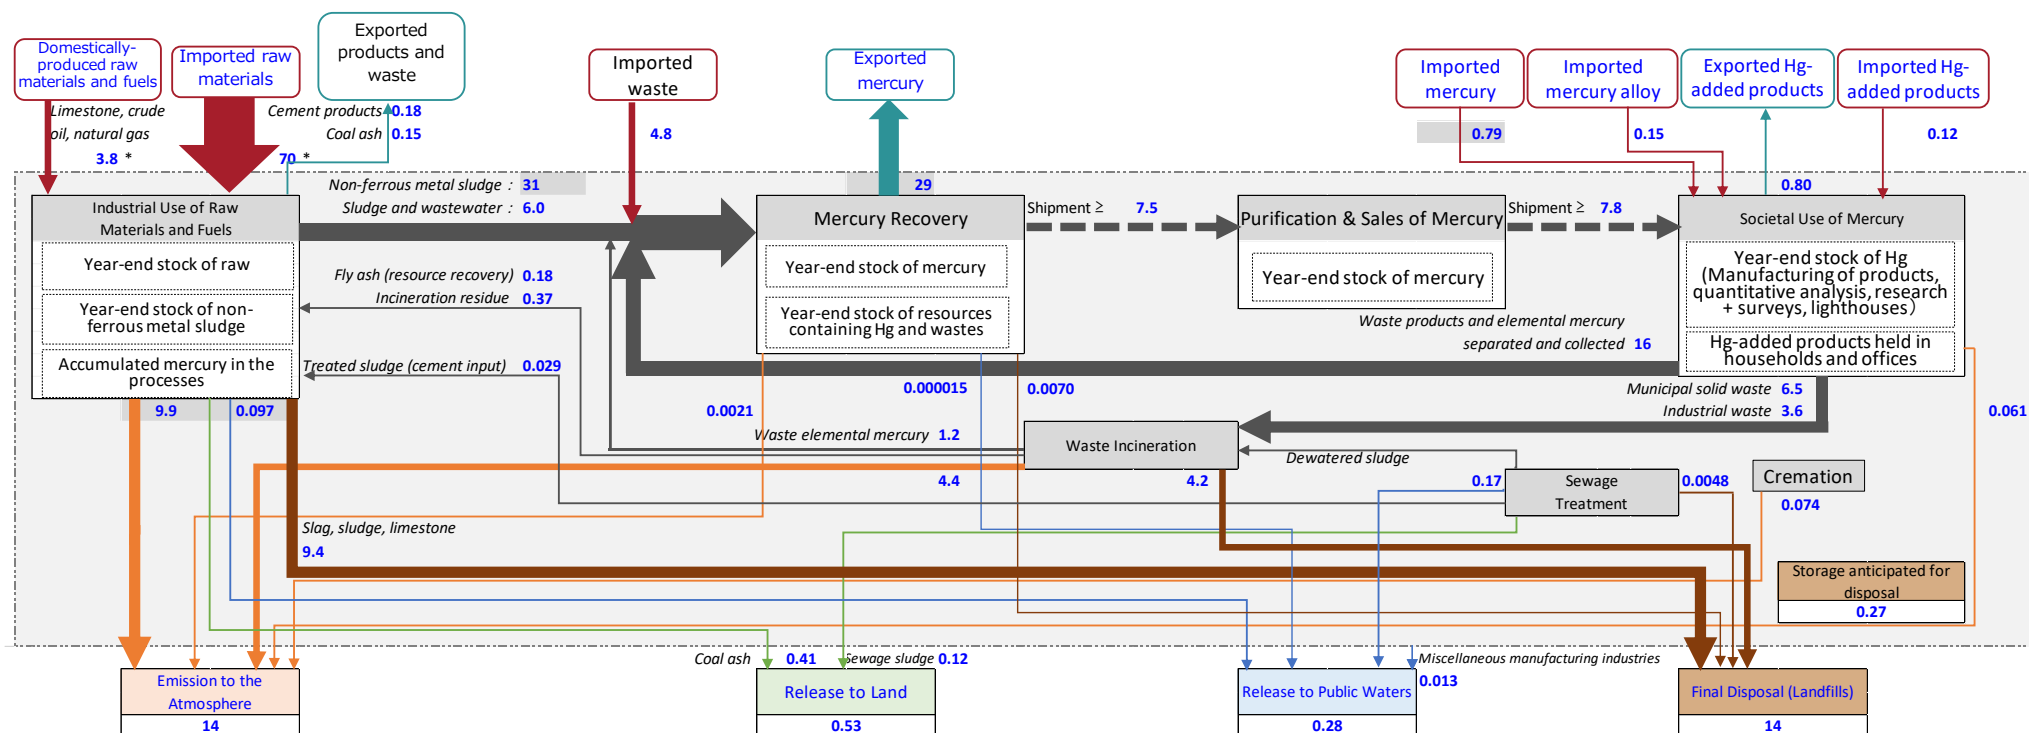 Domestically-
produced raw
materials and fuels
Imported raw
materials
Exported
products and
waste
Imported
waste
Exported
mercury
Imported
mercury
Imported
mercury alloy
Exported Hg-
added products
Imported Hg-
added products
Limestone, crude
oil, natural gas
3.8 *
70 *
Cement products 0.18
Coal ash 0.15
4.8
0.79
0.15
0.12
Non-ferrous metal sludge : 31
Sludge and wastewater : 6.0
29
0.80
Industrial Use of Raw
Materials and Fuels
Year-end stock of raw
Year-end stock of non-
ferrous metal sludge
Accumulated mercury in the
processes
Mercury Recovery
Year-end stock of mercury
Year-end stock of resources
containing Hg and wastes
Shipment ≥ 7.5
Purification & Sales of Mercury
Year-end stock of mercury
Shipment ≥ 7.8
Societal Use of Mercury
Year-end stock of Hg
(Manufacturing of products,
quantitative analysis, research
+ surveys, lighthouses)
Hg-added products held in
households and offices
Fly ash (resource recovery) 0.18
Incineration residue 0.37
Waste products and elemental mercury
separated and collected 16
Treated sludge (cement input) 0.029
0.000015
0.0070
Municipal solid waste 6.5
Industrial waste 3.6
9.9
0.097
0.0021
0.061
Waste elemental mercury 1.2
Waste Incineration
Dewatered sludge
4.4
4.2
0.17
Sewage
Treatment
0.0048
Cremation
0.074
Slag, sludge, limestone
9.4
Storage anticipated for
disposal
0.27
Coal ash 0.41
Sewage sludge 0.12
Miscellaneous manufacturing industries
0.013
Emission to the
Atmosphere
14
Release to Land
0.53
Release to Public Waters
0.28
Final Disposal (Landfills)
14